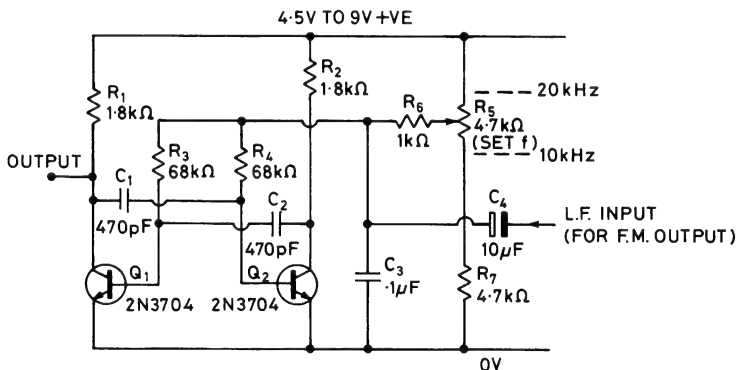 4·5V TO 9V +VE
R₁
1·8kΩ
R₂
1·8kΩ
R₃
68kΩ
R₄
68kΩ
R₆
1kΩ
20kHz
R₅
4·7kΩ
(SET f)
10kHz
OUTPUT
C₁
470pF
C₂
470pF
C₄
10µF
L.F. INPUT
(FOR F.M. OUTPUT)
Q₁
2N3704
Q₂
2N3704
C₃
·1µF
R₇
4·7kΩ
0V